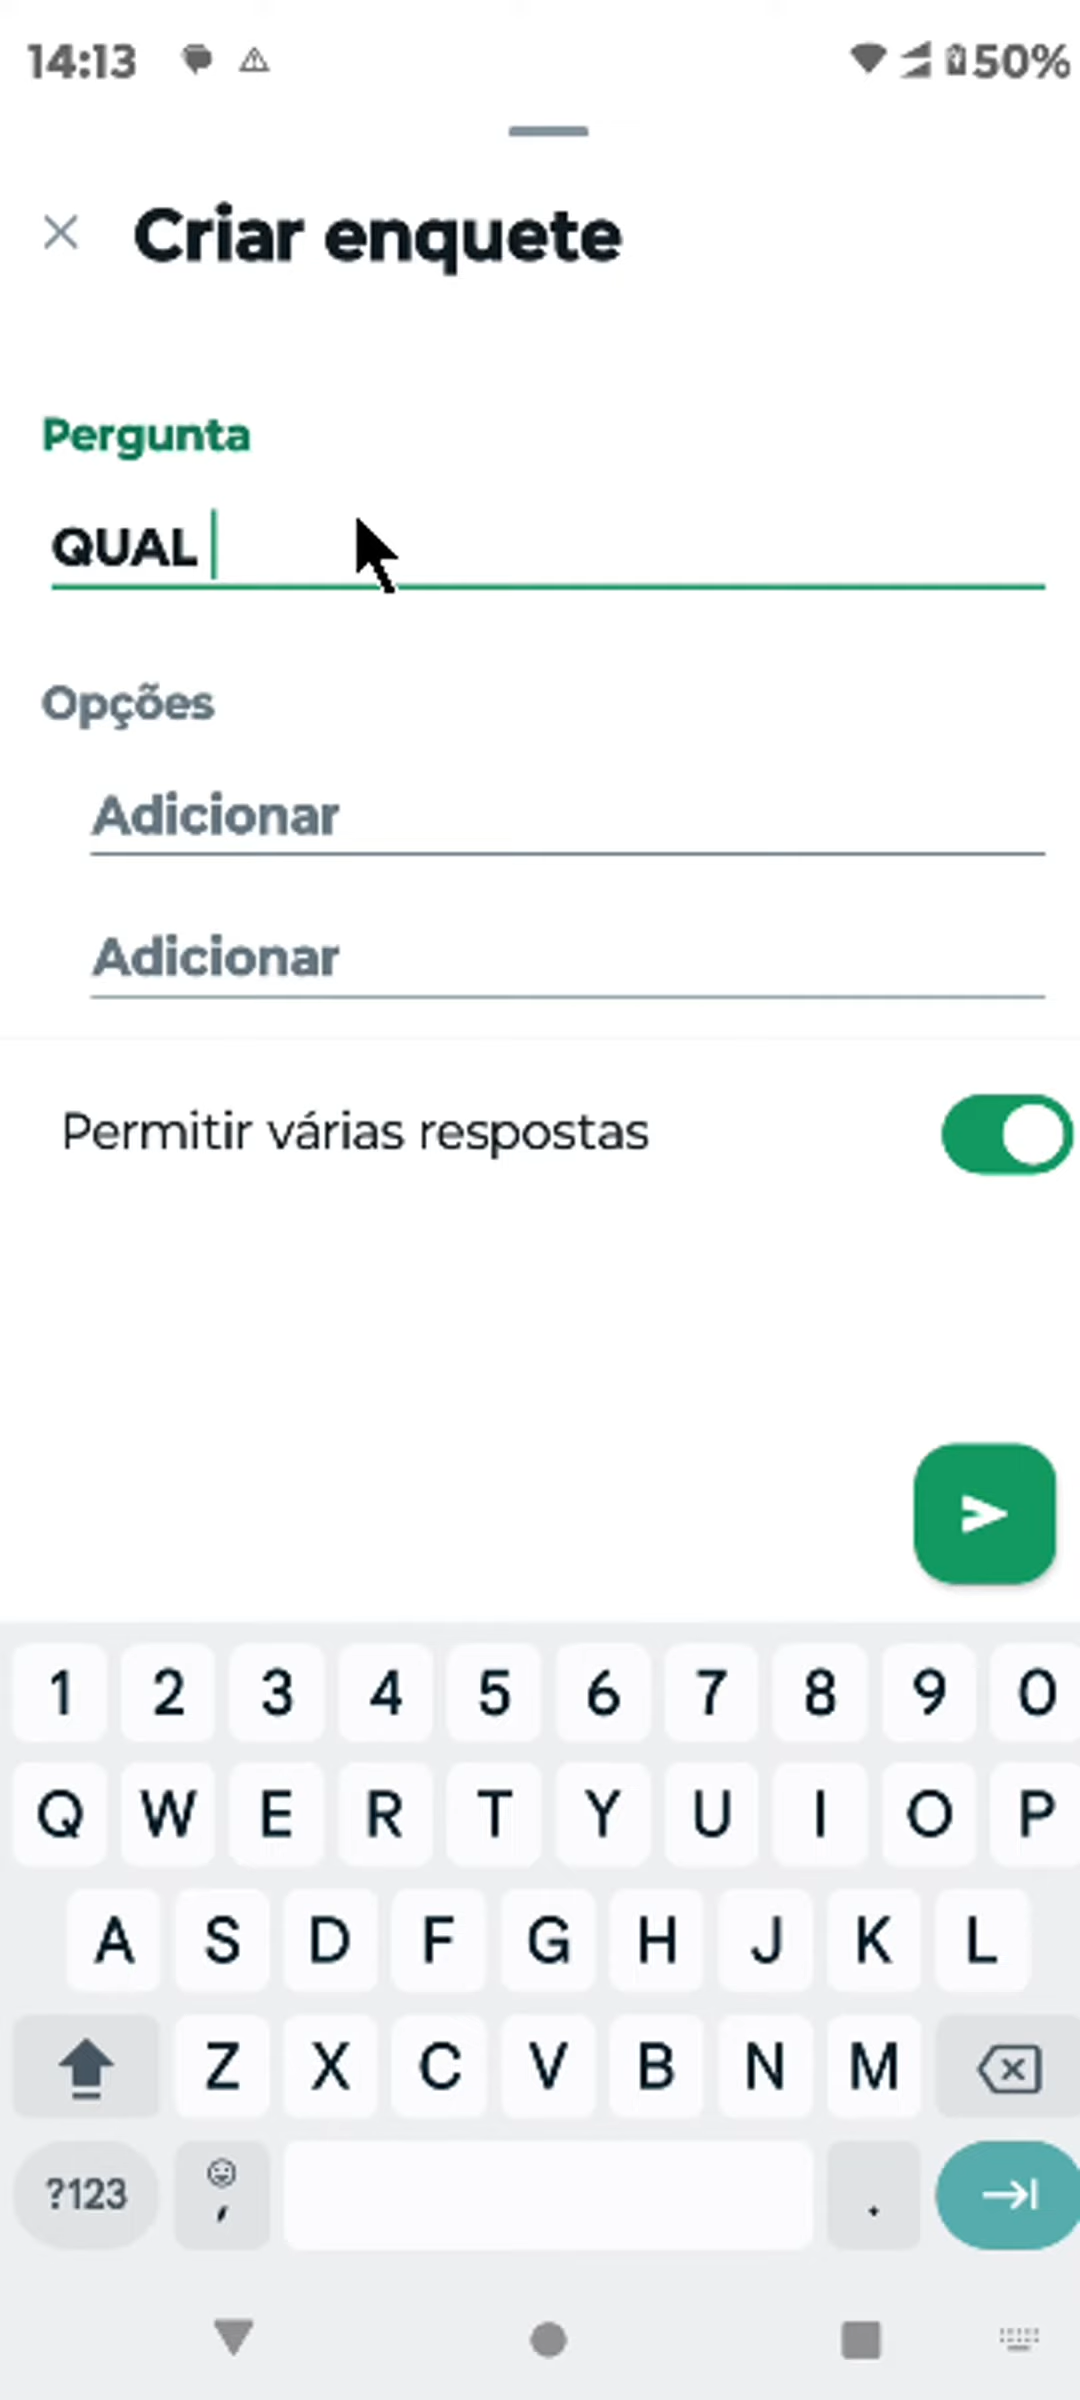 14:13
50%
Criar enquete
Pergunta
QUAL
Opções
Adicionar
Adicionar
Permitir várias respostas
1 2 3 4 5 6 7 8 9 0
Q W E R T Y U I O P
A S D F G H J K L
Z X C V B N M
?123 , .